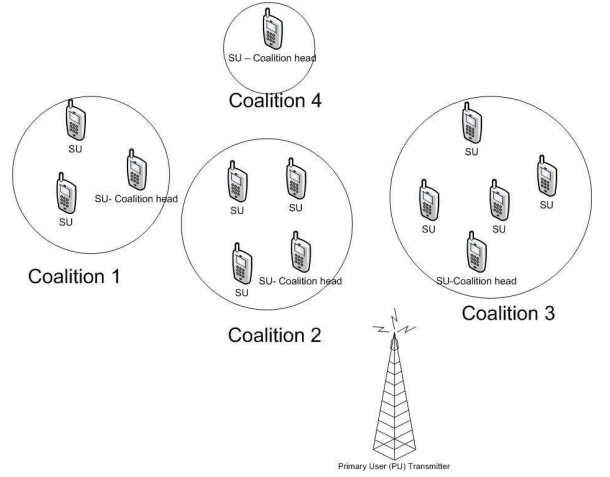 SU – Coalition head
Coalition 4
SU
SU- Coalition head
SU
Coalition 1
SU
SU
SU
SU- Coalition head
Coalition 2
SU
SU
SU
SU
SU-Coalition head
Coalition 3
Primary User (PU) Transmitter